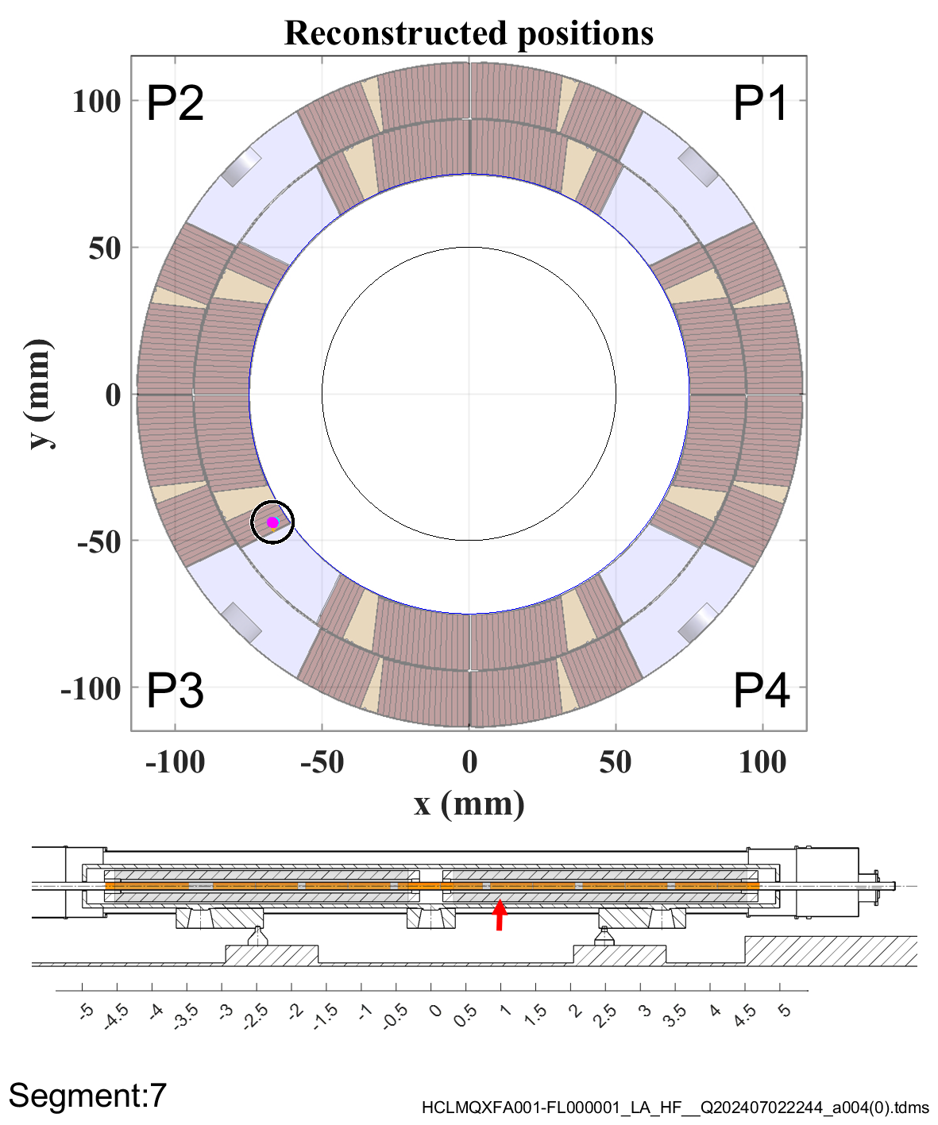 Reconstructed positions
P2 P1
100
50
0
-50
-100
y (mm)
P3 P4
-100 -50 0 50 100
x (mm)
-5 -4.5 -4 -3.5 -3 -2.5 -2 -1.5 -1 -0.5 0 0.5 1 1.5 2 2.5 3 3.5 4 4.5 5
Segment:7
HCLMQXFA001-FL000001_LA_HF__Q202407022244_a004(0).tdms